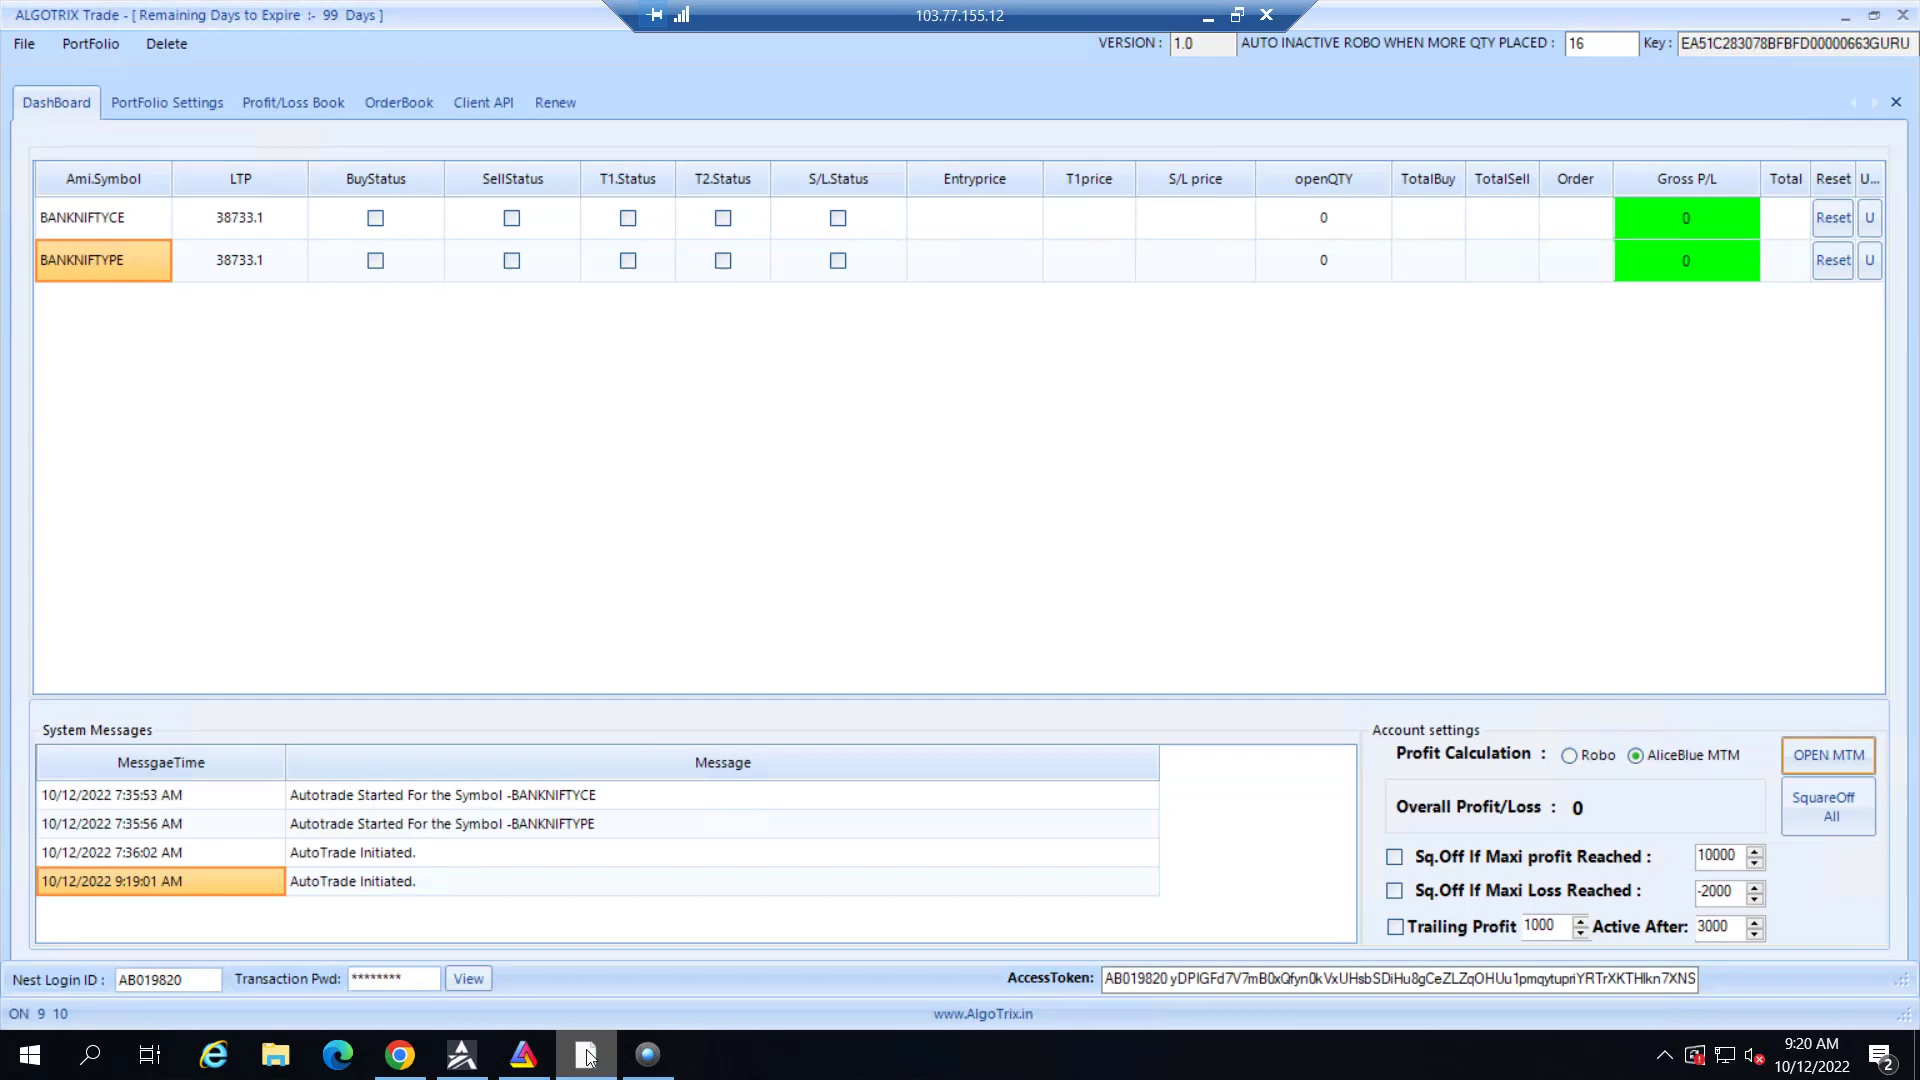 ALGOTRIX Trade - [ Remaining Days to Expire :- 99 Days ]
103.77.155.12
File PortFolio Delete
VERSION : 1.0 AUTO INACTIVE ROBO WHEN MORE QTY PLACED : 16 Key : EA51C283078BFBFD00000663GURU
DashBoard PortFolio Settings Profit/Loss Book OrderBook Client API Renew
Ami.Symbol LTP BuyStatus SellStatus T1.Status T2.Status S/L.Status Entryprice T1price S/L price openQTY TotalBuy TotalSell Order Gross P/L Total Reset U...
BANKNIFTYCE 38733.1 0 0 Reset U
BANKNIFTYPE 38733.1 0 0 Reset U
System Messages
MessgaeTime Message
10/12/2022 7:35:53 AM Autotrade Started For the Symbol -BANKNIFTYCE
10/12/2022 7:35:56 AM Autotrade Started For the Symbol -BANKNIFTYPE
10/12/2022 7:36:02 AM AutoTrade Initiated.
10/12/2022 9:19:01 AM AutoTrade Initiated.
Account settings
Profit Calculation : Robo AliceBlue MTM OPEN MTM
Overall Profit/Loss : 0
SquareOff
All
Sq.Off If Maxi profit Reached : 10000
Sq.Off If Maxi Loss Reached : -2000
Trailing Profit 1000 Active After: 3000
Nest Login ID : AB019820 Transaction Pwd: ******** View
AccessToken: AB019820 yDPIGFd7V7mB0xQfyn0kVxUHsbSDiHu8gCeZLZqOHUu1pmqytupriYRTrXKTHlkn7XNS
ON 9 10
www.AlgoTrix.in
9:20 AM
10/12/2022
2